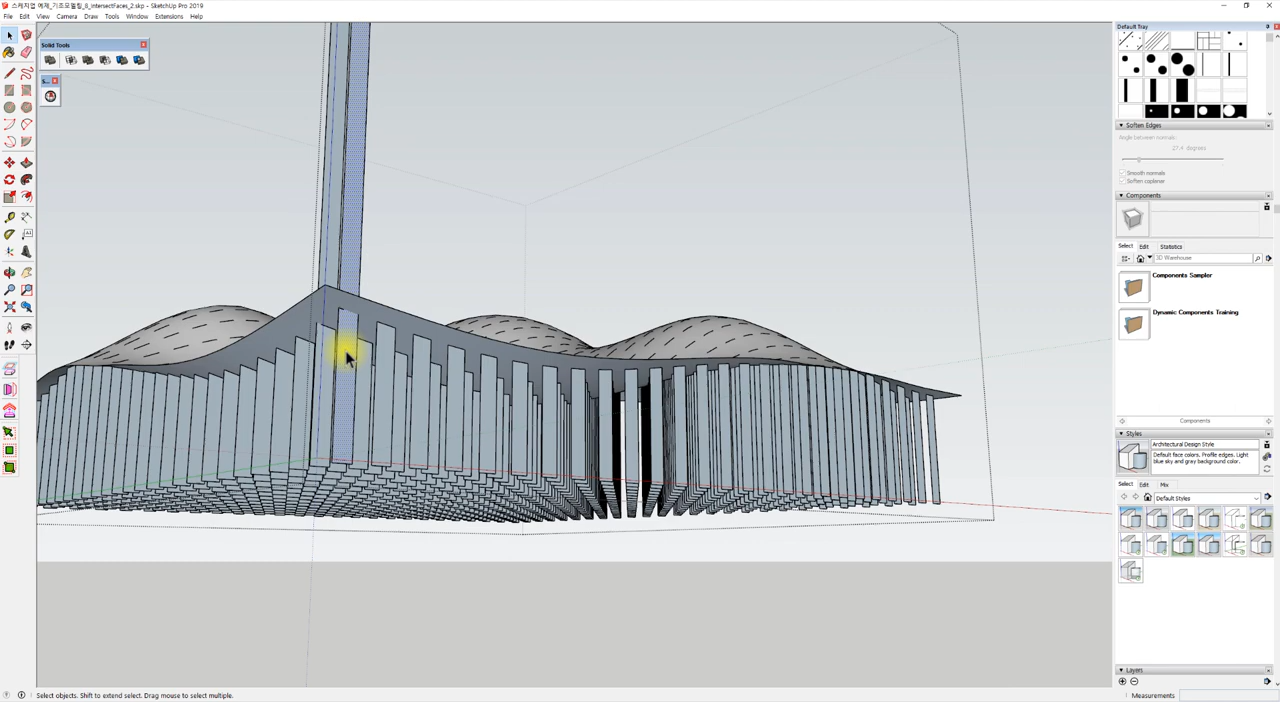 스케치업 예제_기초모델링_8_intersectFaces_2.skp - SketchUp Pro 2019
File Edit View Camera Draw Tools Window Extensions Help
Solid Tools
S...
Default Tray
Soften Edges
Angle between normals:
27.4 degrees
Smooth normals
Soften coplanar
Components
Select Edit Statistics
3D Warehouse
Components Sampler
Dynamic Components Training
Components
Styles
Architectural Design Style
Default face colors. Profile edges. Light blue sky and gray background color.
Select Edit Mix
Default Styles
Layers
Select objects. Shift to extend select. Drag mouse to select multiple.
Measurements